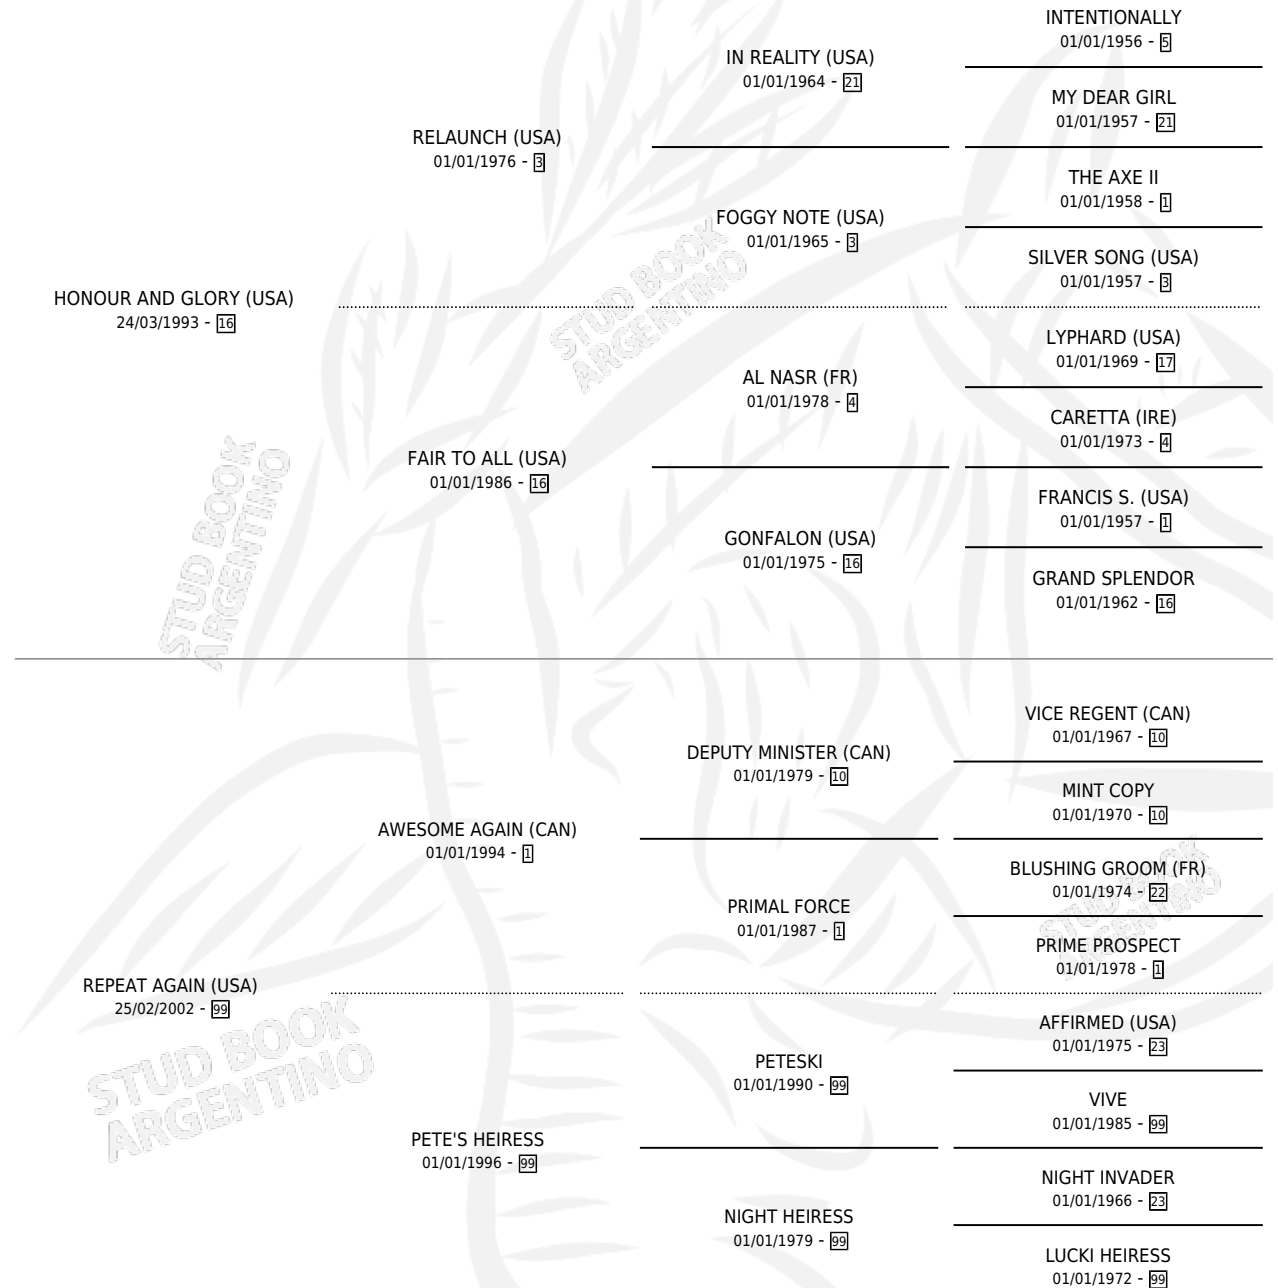 INTENTIONALLY
01/01/1956 - 5
IN REALITY (USA)
01/01/1964 - 21
MY DEAR GIRL
01/01/1957 - 21
RELAUNCH (USA)
01/01/1976 - 3
THE AXE II
01/01/1958 - 1
FOGGY NOTE (USA)
01/01/1965 - 3
SILVER SONG (USA)
01/01/1957 - 3
HONOUR AND GLORY (USA)
24/03/1993 - 16
LYPHARD (USA)
01/01/1969 - 17
AL NASR (FR)
01/01/1978 - 4
CARETTA (IRE)
01/01/1973 - 4
FAIR TO ALL (USA)
01/01/1986 - 16
FRANCIS S. (USA)
01/01/1957 - 1
GONFALON (USA)
01/01/1975 - 16
GRAND SPLENDOR
01/01/1962 - 16
VICE REGENT (CAN)
01/01/1967 - 10
DEPUTY MINISTER (CAN)
01/01/1979 - 10
MINT COPY
01/01/1970 - 10
AWESOME AGAIN (CAN)
01/01/1994 - 1
BLUSHING GROOM (FR)
01/01/1974 - 22
PRIMAL FORCE
01/01/1987 - 1
PRIME PROSPECT
01/01/1978 - 1
REPEAT AGAIN (USA)
25/02/2002 - 99
AFFIRMED (USA)
01/01/1975 - 23
PETESKI
01/01/1990 - 99
VIVE
01/01/1985 - 99
PETE'S HEIRESS
01/01/1996 - 99
NIGHT INVADER
01/01/1966 - 23
NIGHT HEIRESS
01/01/1979 - 99
LUCKI HEIRESS
01/01/1972 - 99
STUD BOOK
ARGENTINO
STUD BOOK
ARGENTINO
STUD BOOK
ARGENTINO
STUD BOOK
ARGENTINO